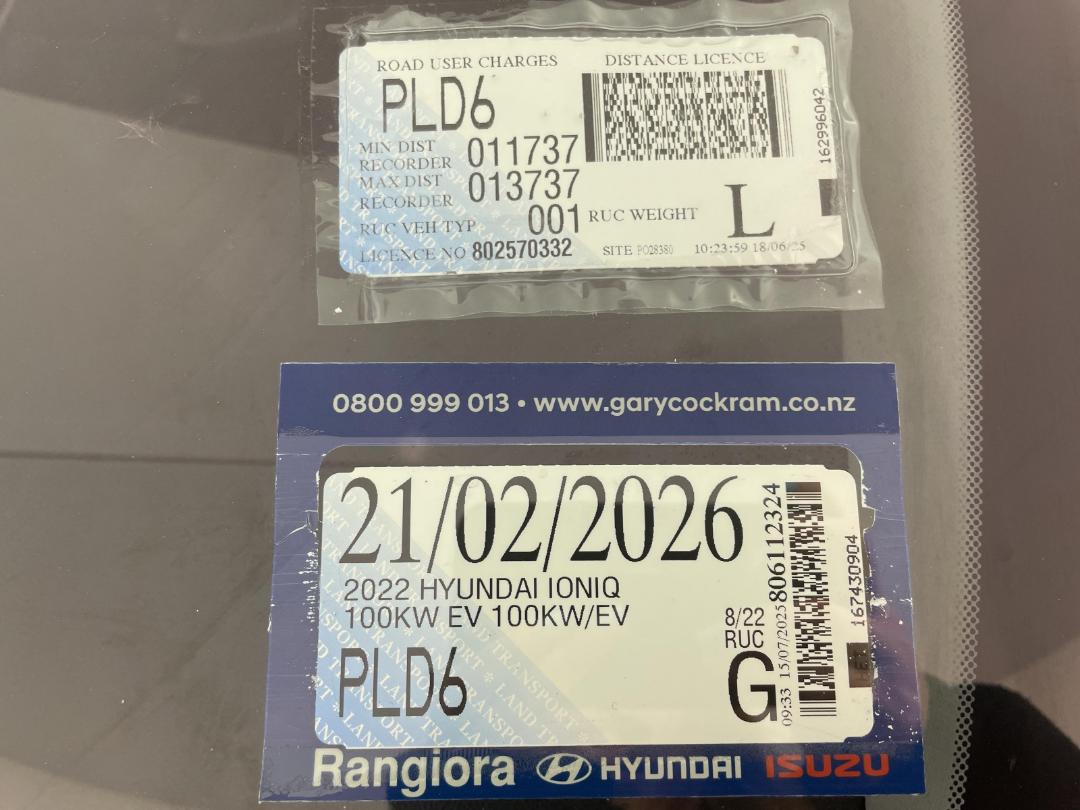 ROAD USER CHARGES DISTANCE LICENCE
PLD6
MIN DIST
RECORDER 011737
MAX DIST
RECORDER 013737
RUC VEH TYP 001 RUC WEIGHT L
LICENCE NO 802570332 SITE PO28380 10:23:59 18/06/25
162996042
0800 999 013 • www.garycockram.co.nz
21/02/2026
2022 HYUNDAI IONIQ
100KW EV 100KW/EV
8/22
RUC
PLD6 G
09:33 15/07/2025 806112324
167430904
Rangiora HYUNDAI ISUZU